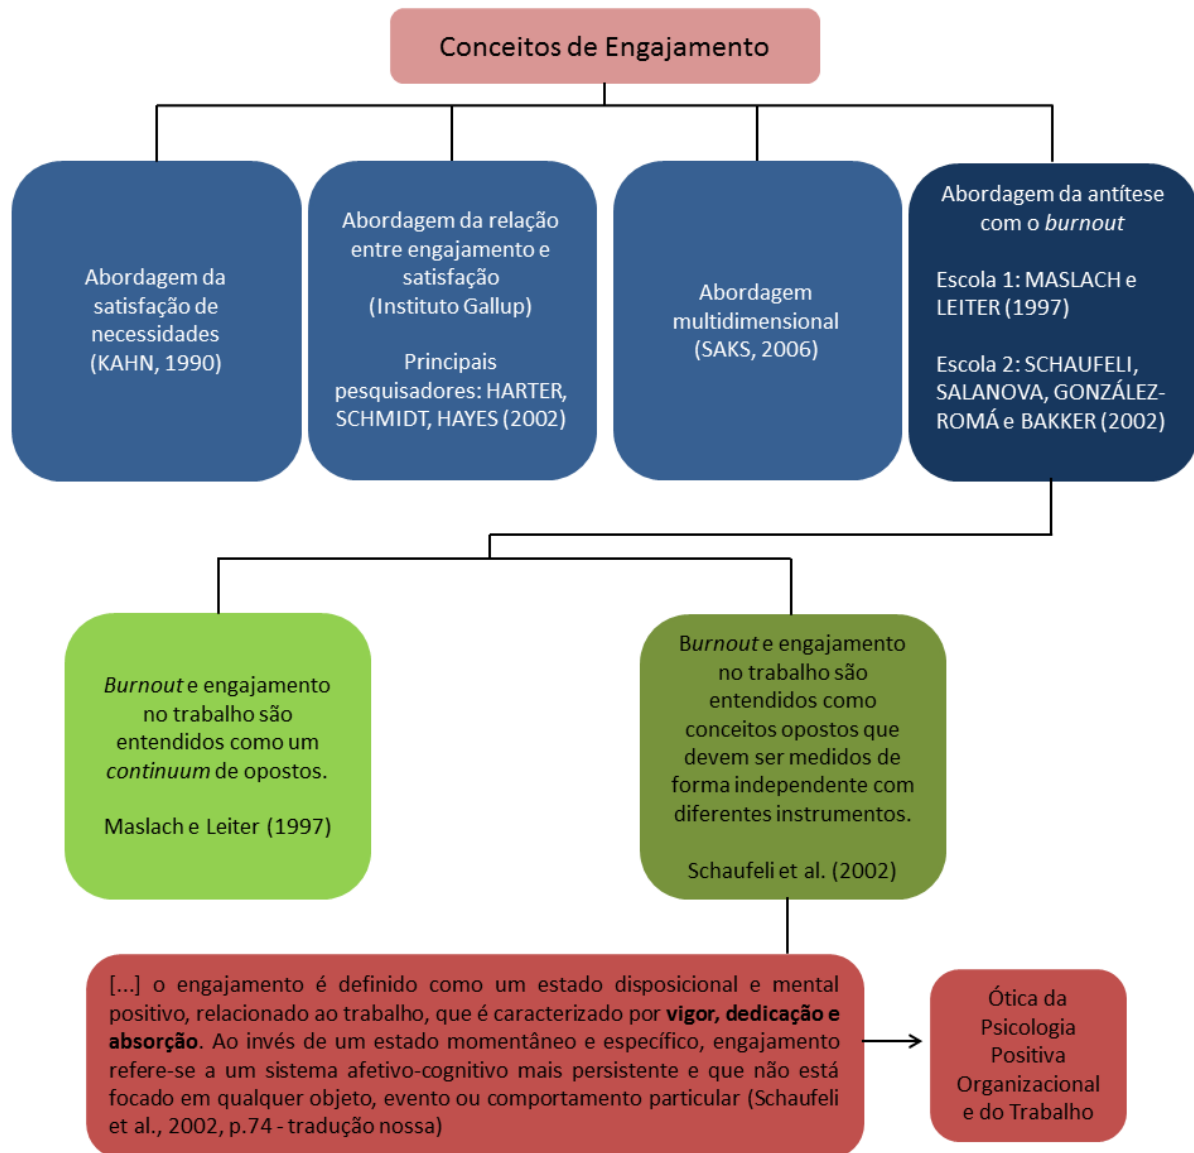 Conceitos de Engajamento
Abordagem da
satisfação de
necessidades
(KAHN, 1990)
Abordagem da relação
entre engajamento e
satisfação
(Instituto Gallup)
Principais
pesquisadores: HARTER,
SCHMIDT, HAYES (2002)
Abordagem
multidimensional
(SAKS, 2006)
Abordagem da antítese
com o burnout
Escola 1: MASLACH e
LEITER (1997)
Escola 2: SCHAUFELI,
SALANOVA, GONZÁLEZ-
ROMÁ e BAKKER (2002)
Burnout e engajamento
no trabalho são
entendidos como um
continuum de opostos.
Maslach e Leiter (1997)
Burnout e engajamento
no trabalho são
entendidos como
conceitos opostos que
devem ser medidos de
forma independente com
diferentes instrumentos.
Schaufeli et al. (2002)
[...] o engajamento é definido como um estado disposicional e mental
positivo, relacionado ao trabalho, que é caracterizado por vigor, dedicação e
absorção. Ao invés de um estado momentâneo e específico, engajamento
refere-se a um sistema afetivo-cognitivo mais persistente e que não está
focado em qualquer objeto, evento ou comportamento particular (Schaufeli
et al., 2002, p.74 - tradução nossa)
Ótica da
Psicologia
Positiva
Organizacional
e do Trabalho